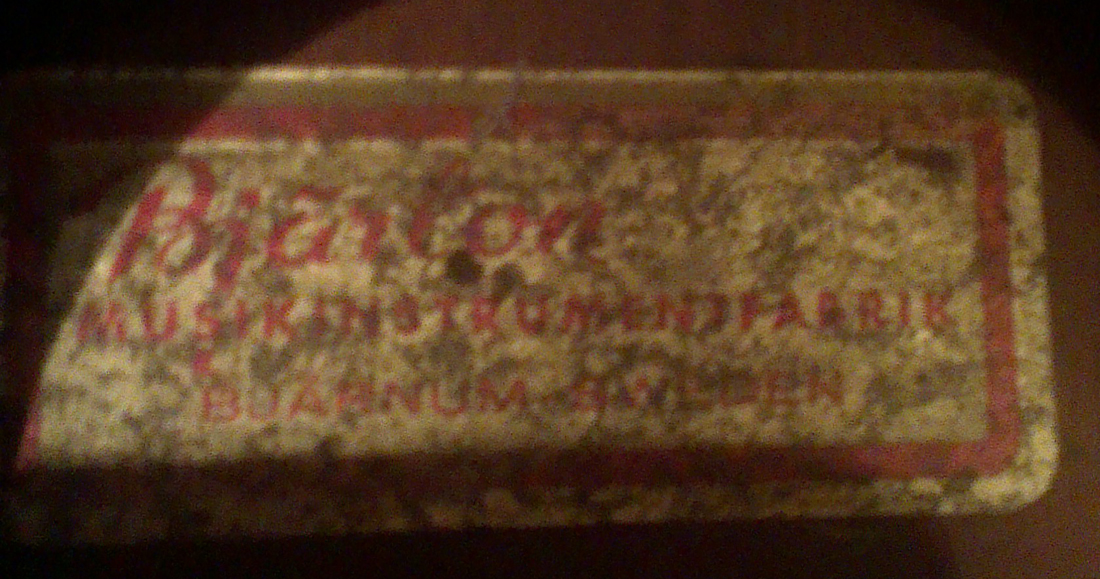 Bjärton
MUSIKINSTRUMENTFABRIK
BJÄRNUM - SWEDEN